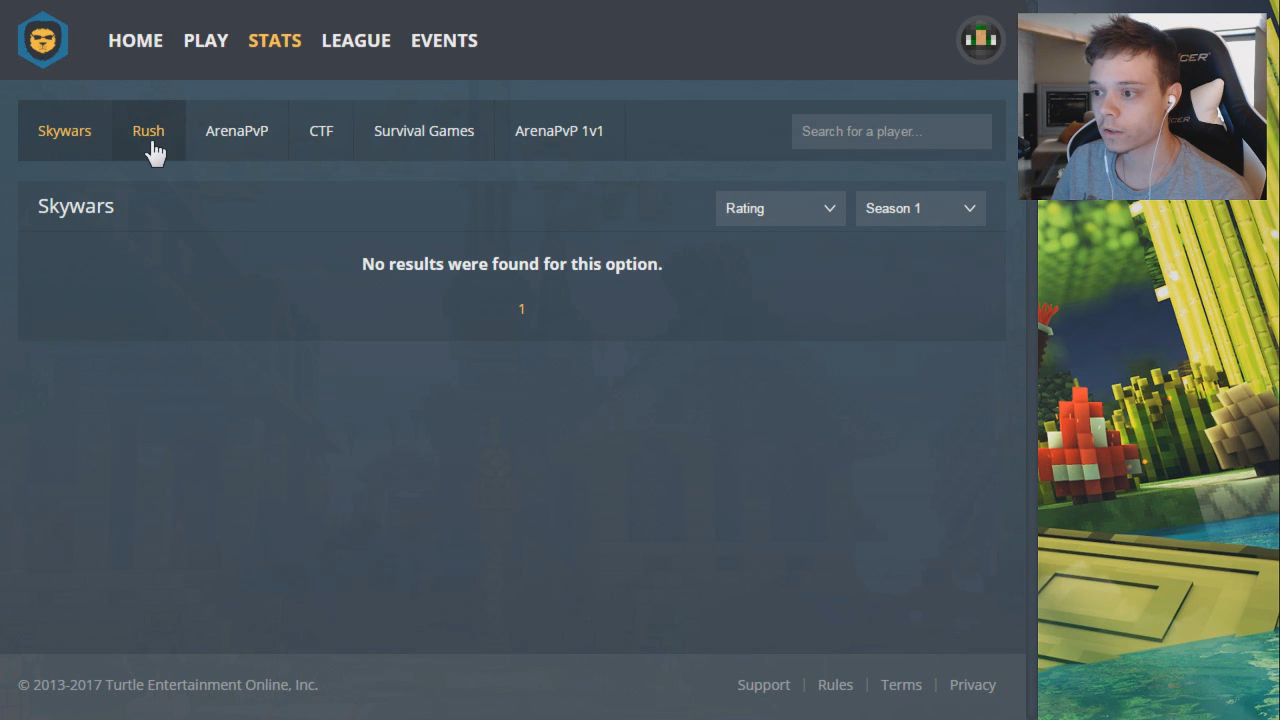 HOME PLAY STATS LEAGUE EVENTS
Skywars Rush ArenaPvP CTF Survival Games ArenaPvP 1v1 Search for a player...
Skywars Rating Season 1
No results were found for this option.
1
© 2013-2017 Turtle Entertainment Online, Inc. Support | Rules | Terms | Privacy